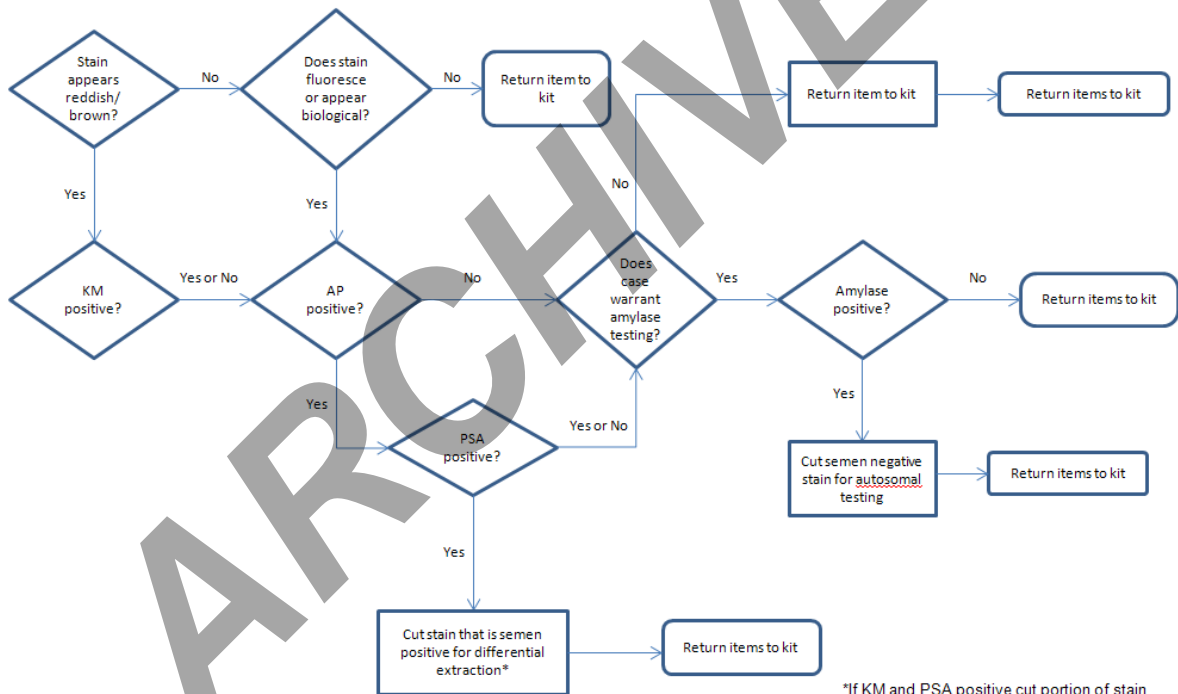 Stain
appears
reddish/
brown?
No
Does stain
fluoresce
or appear
biological?
No
Return item to
kit
Return item to kit
Return items to kit
Yes
Yes
No
KM
positive?
Yes or No
AP
positive?
No
Does
case
warrant
amylase
testing?
Yes
Amylase
positive?
No
Return items to kit
Yes
PSA
positive?
Yes or No
Yes
Cut semen negative
stain for autosomal
testing
Return items to kit
Yes
Cut stain that is semen
positive for differential
extraction*
Return items to kit
*If KM and PSA positive cut portion of stain
ARCHIVE